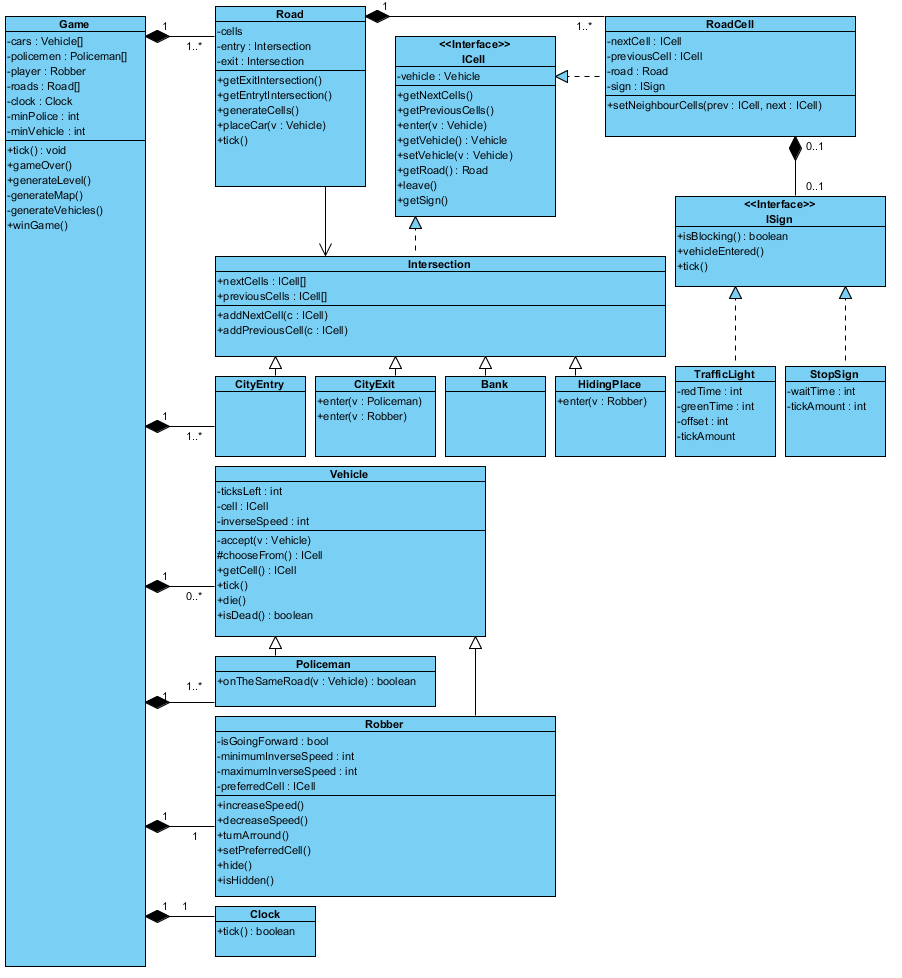 Game
-cars : Vehicle[]
-policemen : Policeman[]
-player : Robber
-roads : Road[]
-clock : Clock
-minPolice : int
-minVehicle : int
+tick() : void
+gameOver()
+generateLevel()
-generateMap()
-generateVehicles()
+winGame()
1
1..*
Road
-cells
-entry : Intersection
-exit : Intersection
+getExitIntersection()
+getEntrytIntersection()
+generateCells()
+placeCar(v : Vehicle)
+tick()
1
1..*
<<Interface>>
ICell
-vehicle : Vehicle
+getNextCells()
+getPreviousCells()
+enter(v : Vehicle)
+getVehicle() : Vehicle
+setVehicle(v : Vehicle)
+getRoad() : Road
+leave()
+getSign()
RoadCell
-nextCell : ICell
-previousCell : ICell
-road : Road
-sign : ISign
+setNeighbourCells(prev : ICell, next : ICell)
0..1
0..1
<<Interface>>
ISign
+isBlocking() : boolean
+vehicleEntered()
+tick()
Intersection
+nextCells : ICell[]
+previousCells : ICell[]
+addNextCell(c : ICell)
+addPreviousCell(c : ICell)
CityEntry
CityExit
+enter(v : Policeman)
+enter(v : Robber)
Bank
HidingPlace
+enter(v : Robber)
TrafficLight
-redTime : int
-greenTime : int
-offset : int
-tickAmount
StopSign
-waitTime : int
-tickAmount : int
1
1..*
Vehicle
-ticksLeft : int
-cell : ICell
-inverseSpeed : int
-accept(v : Vehicle)
#chooseFrom() : ICell
+getCell() : ICell
+tick()
+die()
+isDead() : boolean
1
0..*
Policeman
+onTheSameRoad(v : Vehicle) : boolean
1..*
1
Robber
-isGoingForward : bool
-minimumInverseSpeed : int
-maximumInverseSpeed : int
-preferredCell : ICell
+increaseSpeed()
+decreaseSpeed()
+turnArround()
+setPreferredCell()
+hide()
+isHidden()
1
1
Clock
+tick() : boolean
1
1